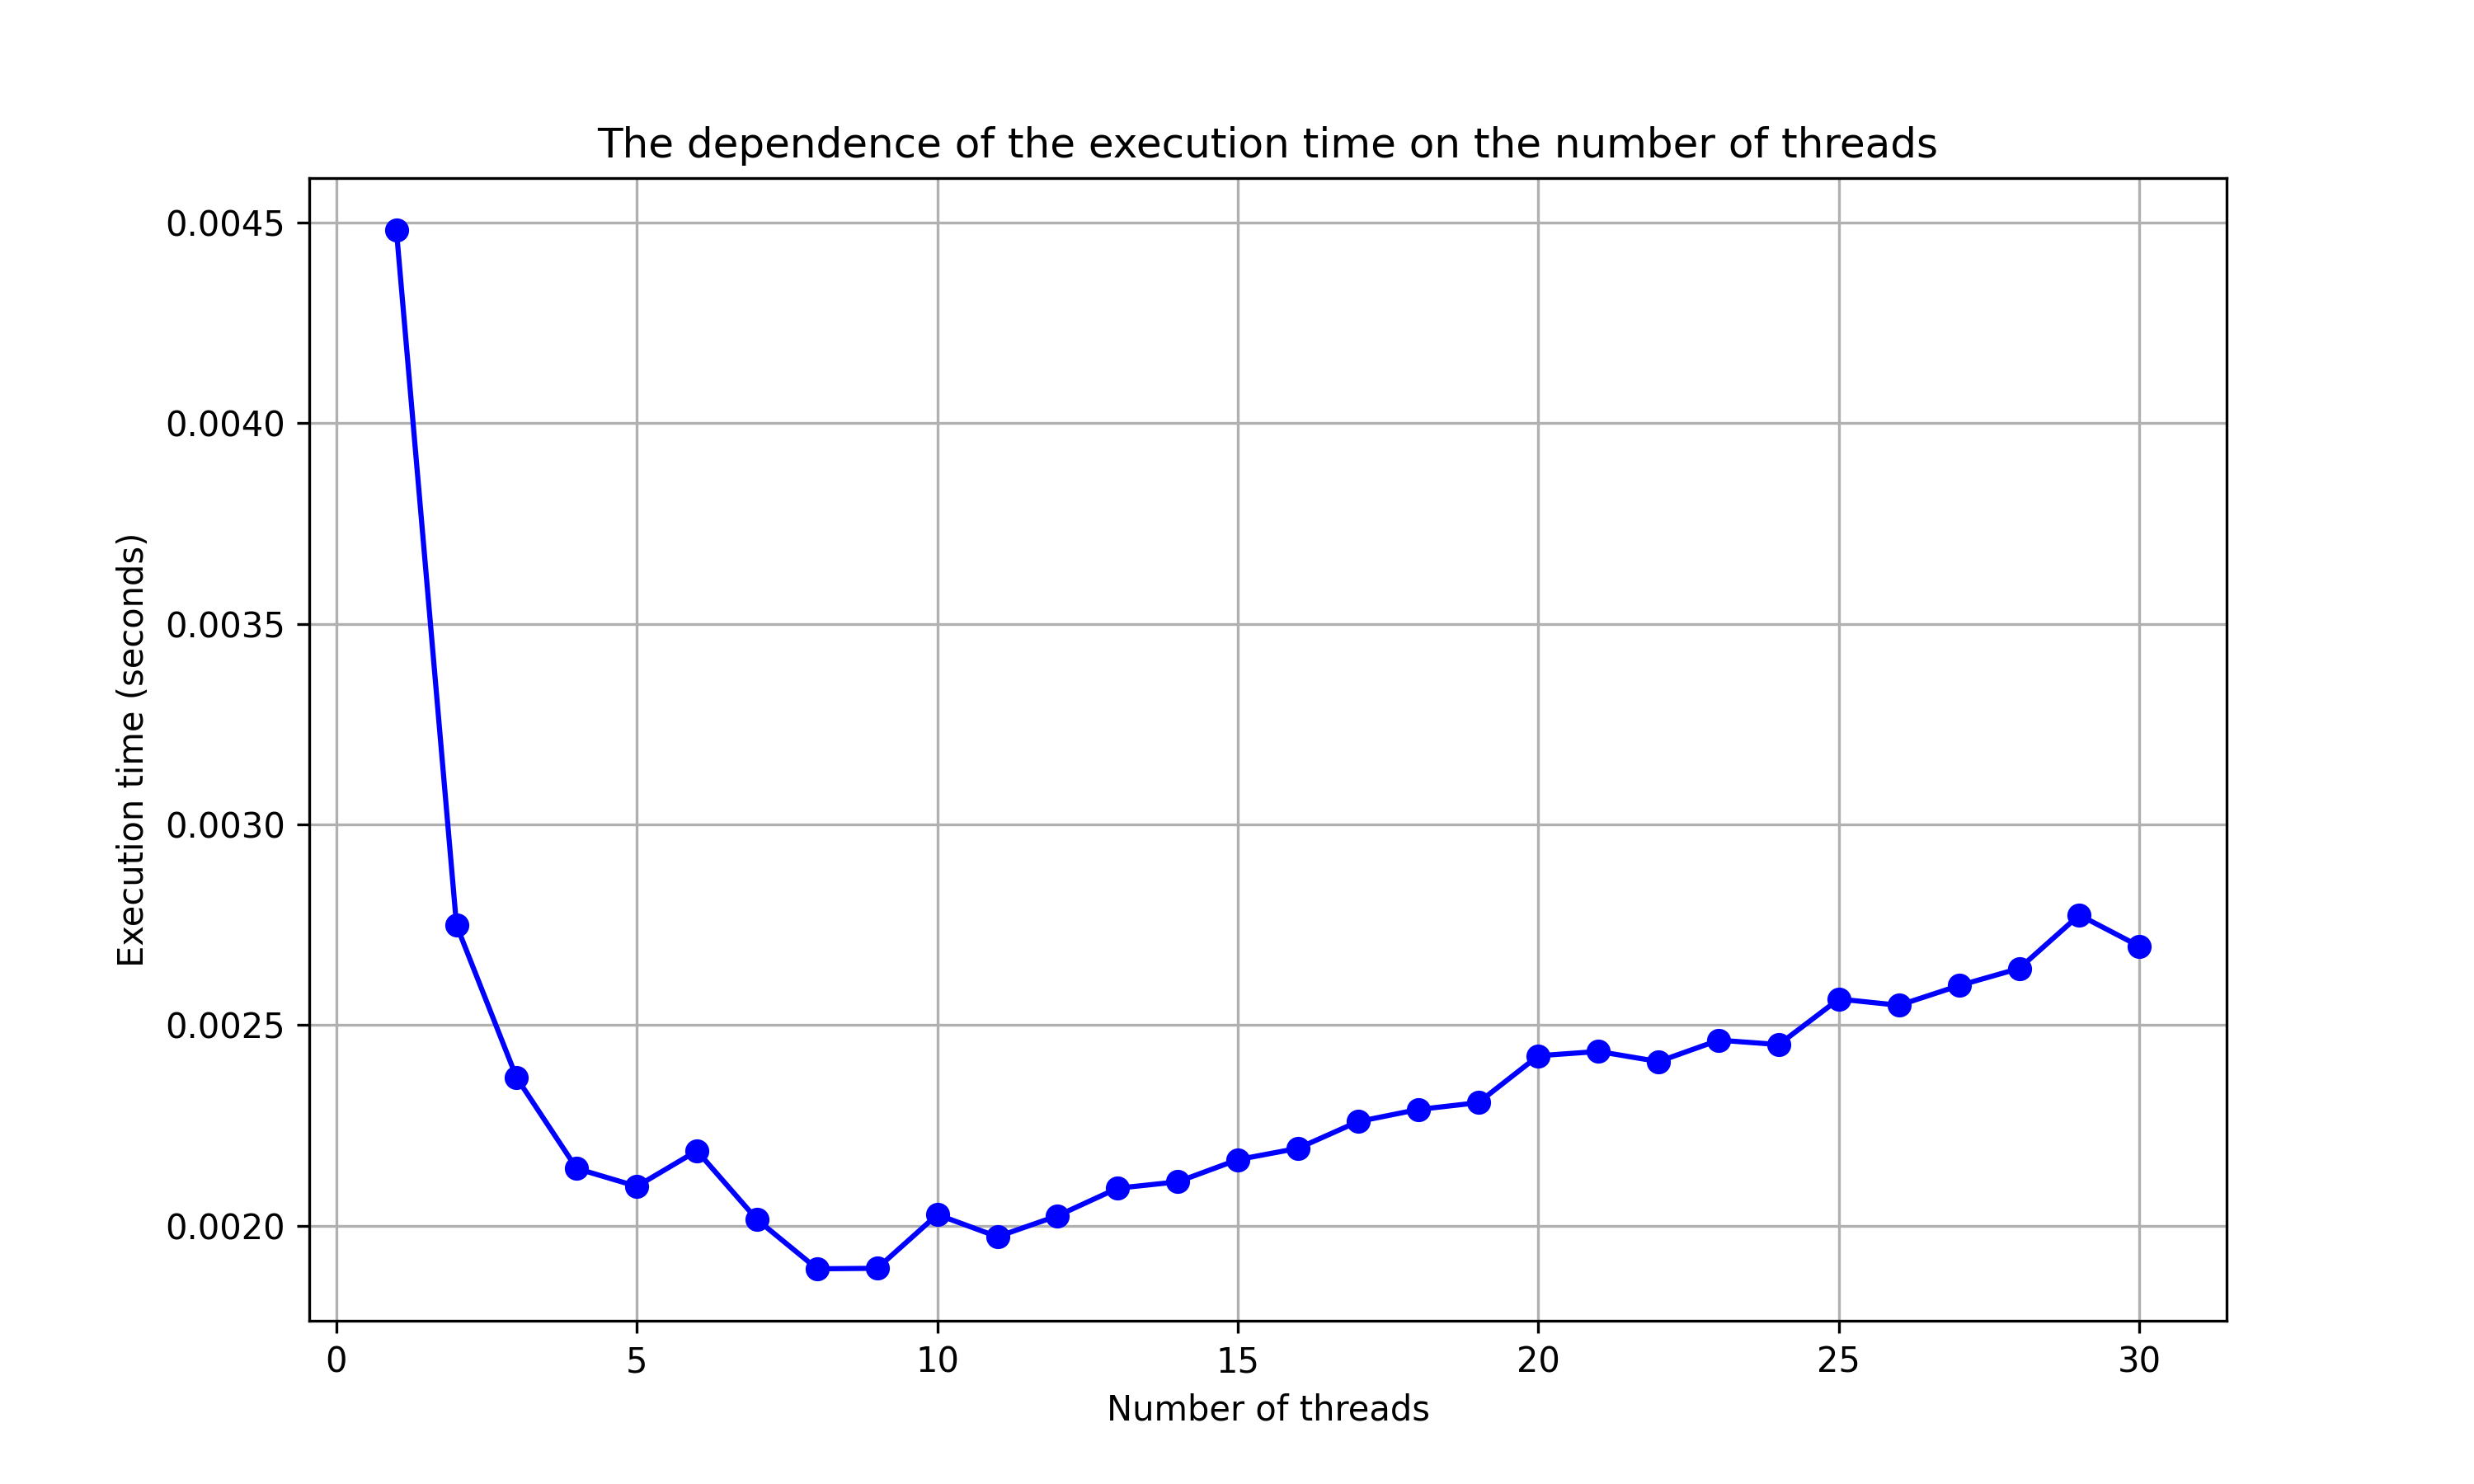 The dependence of the execution time on the number of threads
0.0045
0.0040
0.0035
0.0030
0.0025
0.0020
Execution time (seconds)
0 5 10 15 20 25 30
Number of threads